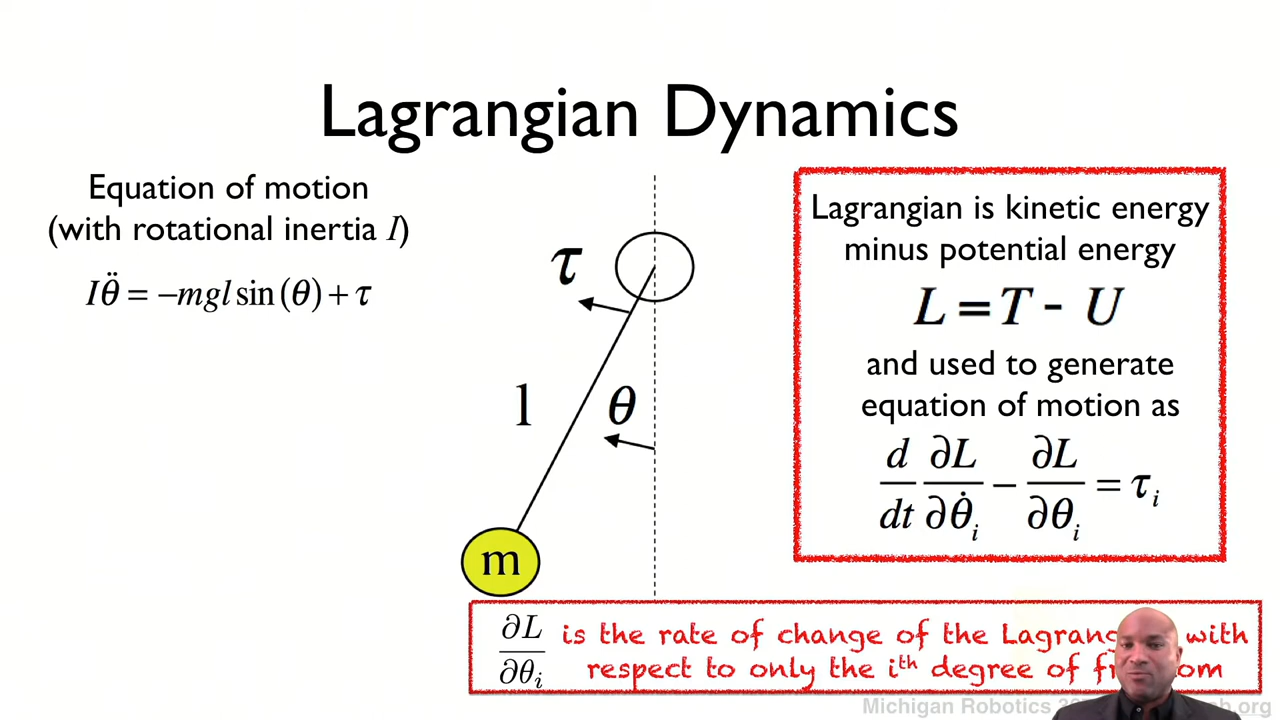 Lagrangian Dynamics
Equation of motion
(with rotational inertia I)
Iθ̈ = −mgl sin(θ) + τ
τ
l
θ
m
Lagrangian is kinetic energy
minus potential energy
L = T - U
and used to generate
equation of motion as
d/dt ∂L/∂θ̇ᵢ − ∂L/∂θᵢ = τᵢ
∂L/∂θᵢ is the rate of change of the with
respect to only the iᵗʰ degree of
Michigan Robotics